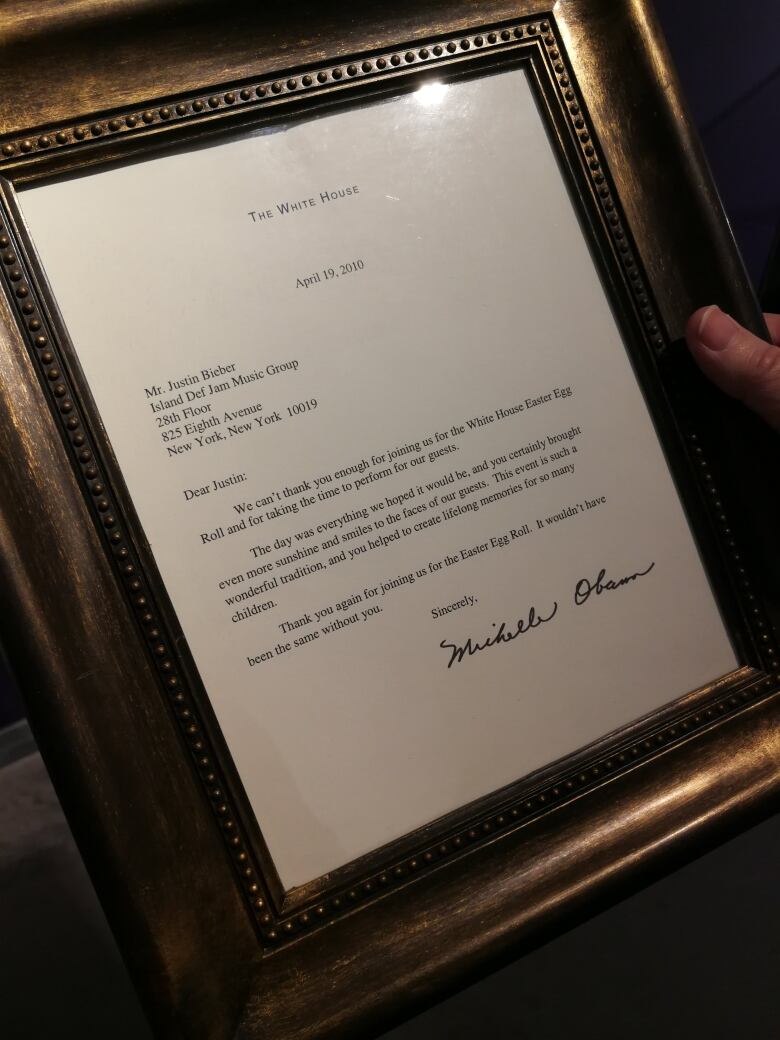 THE WHITE HOUSE
April 19, 2010
Mr. Justin Bieber
Island Def Jam Music Group
28th Floor
825 Eighth Avenue
New York, New York 10019
Dear Justin:
We can't thank you enough for joining us for the White House Easter Egg
Roll and for taking the time to perform for our guests.
The day was everything we hoped it would be, and you certainly brought
even more sunshine and smiles to the faces of our guests. This event is such a
wonderful tradition, and you helped to create lifelong memories for so many
children.
Thank you again for joining us for the Easter Egg Roll. It wouldn't have
been the same without you.
Sincerely,
Michelle Obama